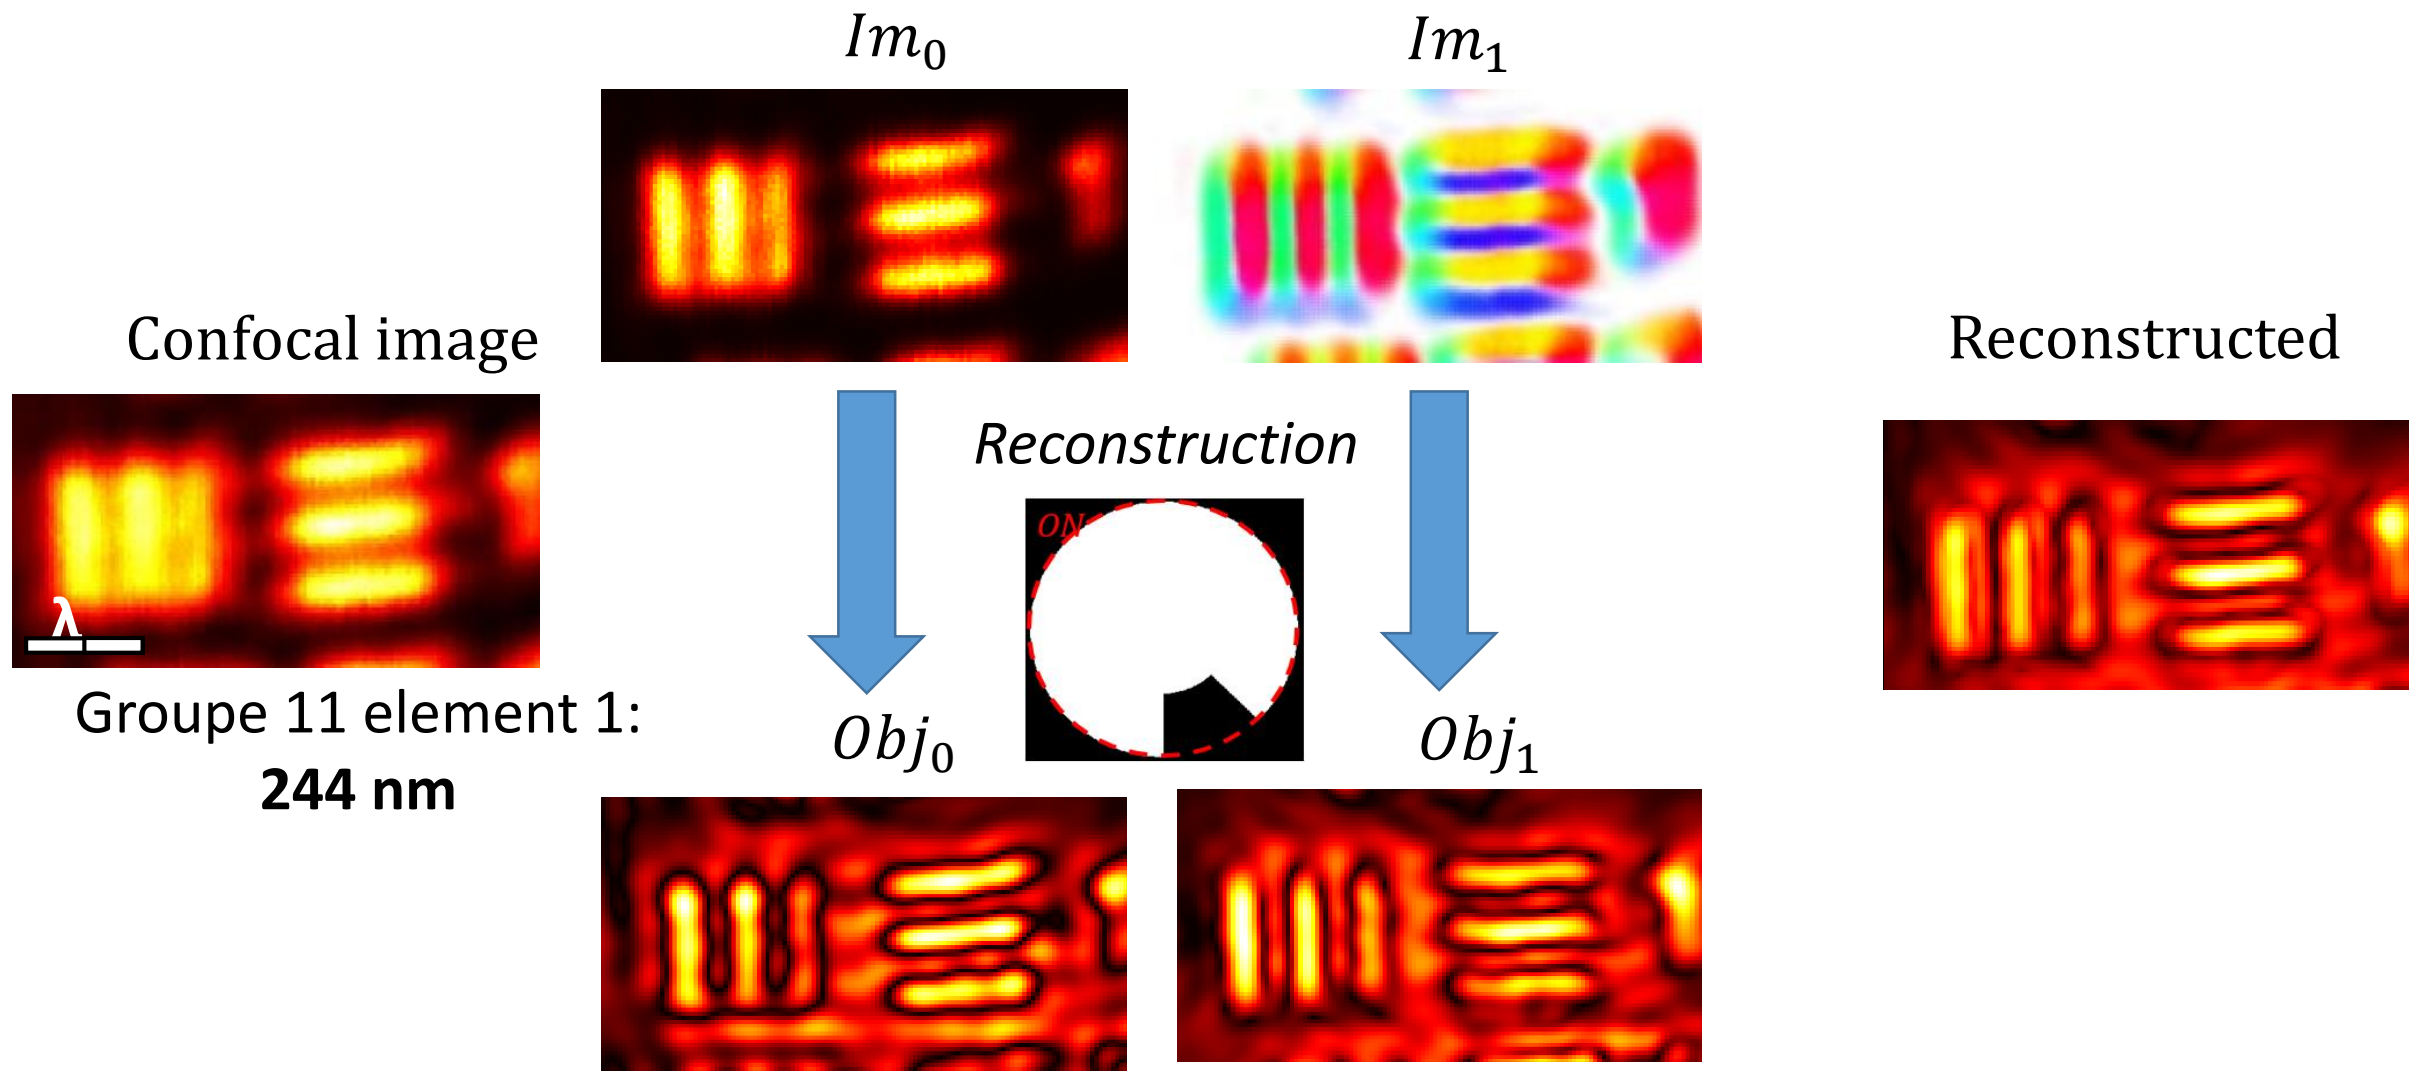 Im0
Im1
Confocal image
λ
Groupe 11 element 1:
244 nm
Reconstruction
ON
Obj0
Obj1
Reconstructed